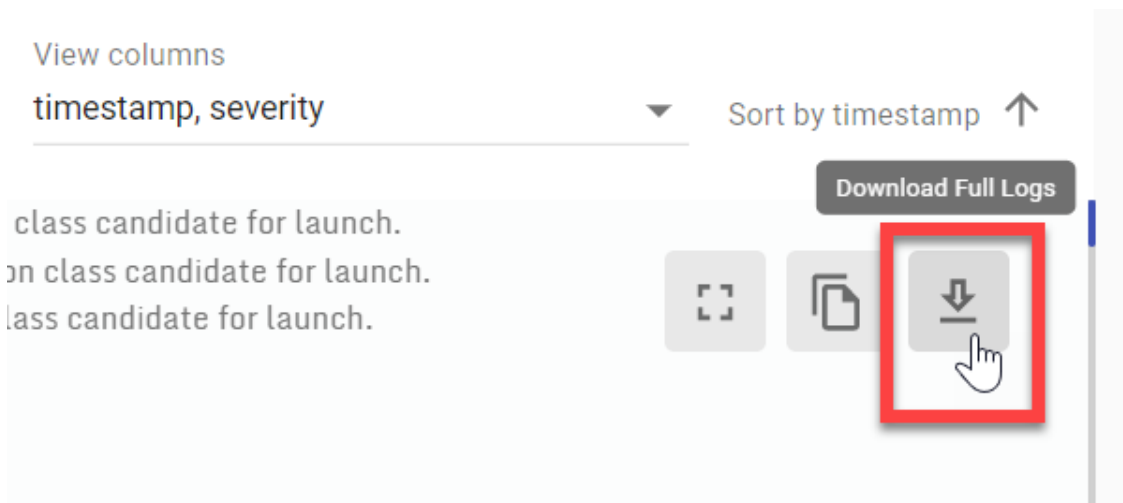 View columns
timestamp, severity
Sort by timestamp
Download Full Logs
class candidate for launch.
on class candidate for launch.
lass candidate for launch.